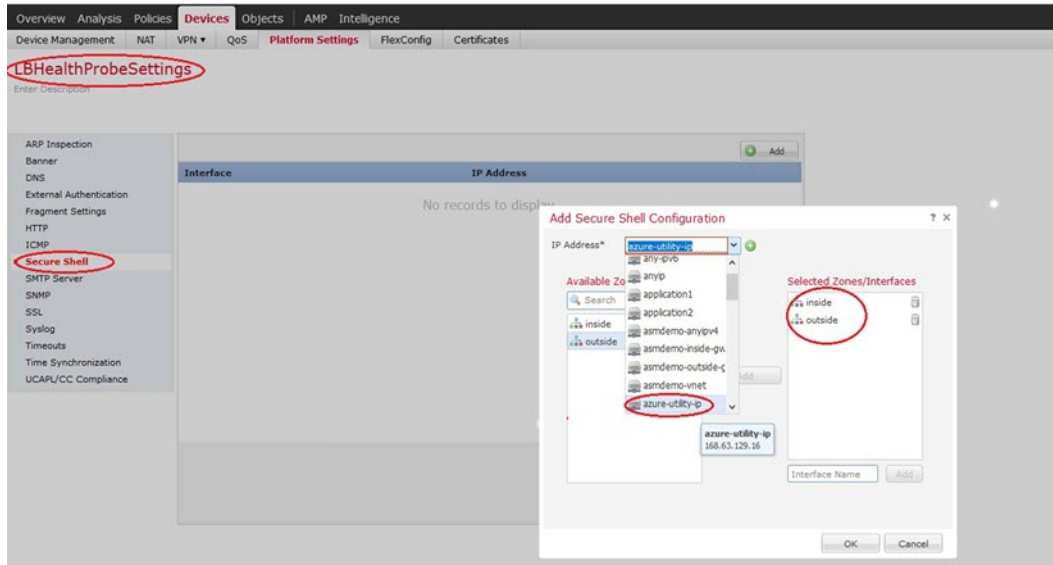 Overview Analysis Policies Devices Objects AMP Intelligence
Device Management NAT VPN QoS Platform Settings FlexConfig Certificates
LBHealthProbeSettings
Enter Description
ARP Inspection
Banner
DNS
External Authentication
Fragment Settings
HTTP
ICMP
Secure Shell
SMTP Server
SNMP
SSL
Syslog
Timeouts
Time Synchronization
UCAPL/CC Compliance
Add
Interface IP Address
No records to display
Add Secure Shell Configuration ? ×
IP Address* azure-utility-ip
any-ipv6
anyip
application1
application2
asmdemo-anyipv4
asmdemo-inside-gw
asmdemo-outside-g
asmdemo-vnet
azure-utility-ip
azure-utility-ip
168.63.129.16
Available Zo
Search
inside
outside
Add
Selected Zones/Interfaces
inside
outside
Interface Name Add
OK Cancel